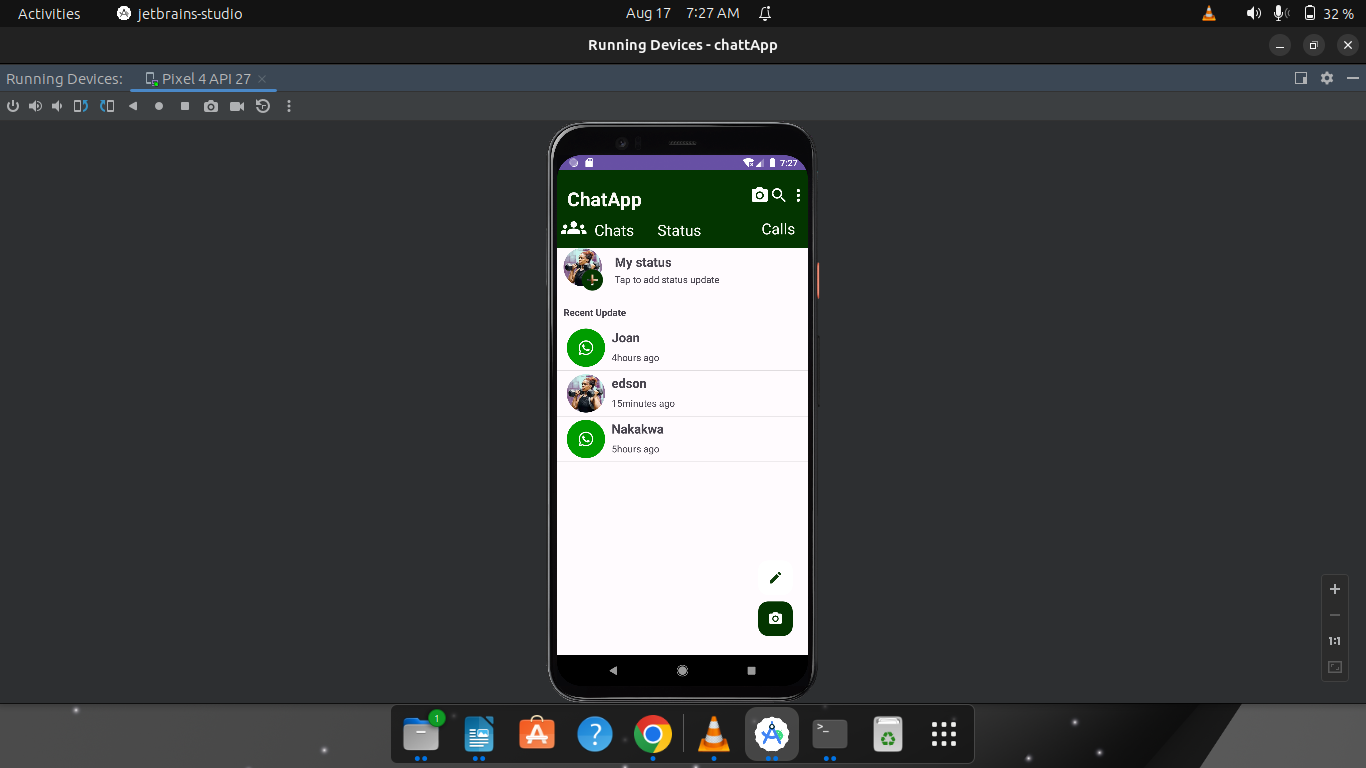 Activities jetbrains-studio Aug 17 7:27 AM 32 %
Running Devices - chattApp
Running Devices: Pixel 4 API 27
7:27
ChatApp
Chats Status Calls
My status
Tap to add status update
Recent Update
Joan
4hours ago
edson
15minutes ago
Nakakwa
5hours ago
1:1
1
?
>_